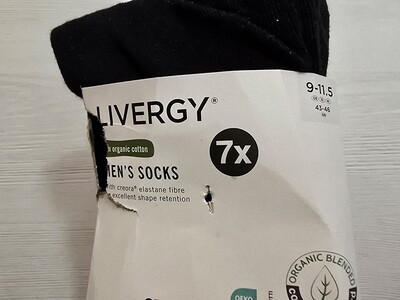 LIVERGY®
9-11.5
43-46
organic cotton
7x
MEN'S SOCKS
with creora® elastane fibre
excellent shape retention
ORGANIC BLENDED
OEKO